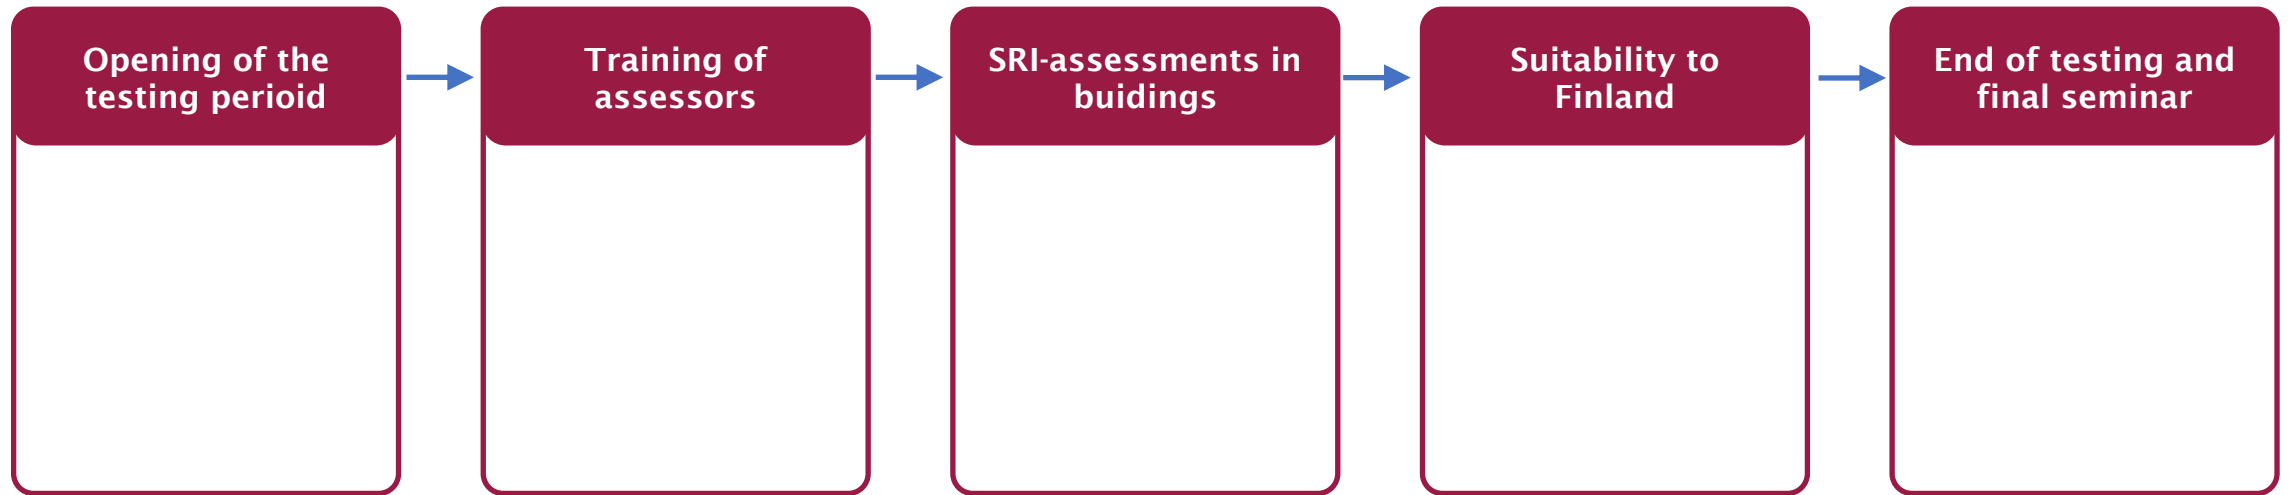 Opening of the
testing perioid
Training of
assessors
SRI-assessments in
buidings
Suitability to
Finland
End of testing and
final seminar